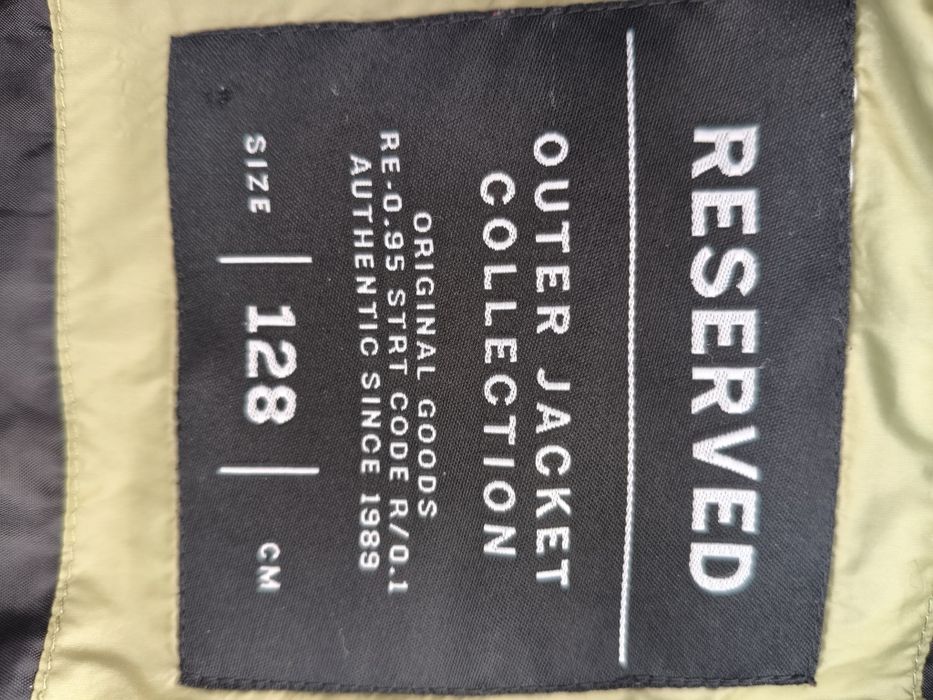 RESERVED
OUTER JACKET
COLLECTION
ORIGINAL GOODS
RE-0.95 STRT CODE R/0.1
AUTHENTIC SINCE 1989
SIZE | 128 | CM